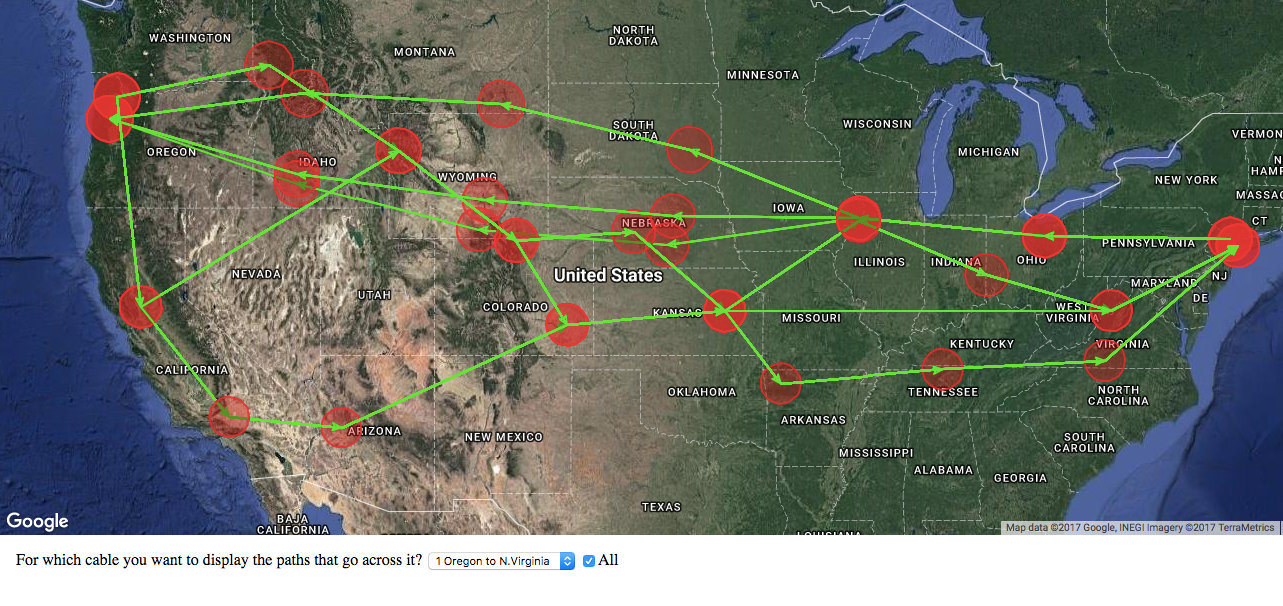 WASHINGTON
MONTANA
NORTH
DAKOTA
MINNESOTA
SOUTH
DAKOTA
WISCONSIN
MICHIGAN
VERMON
OREGON
IDAHO
WYOMING
NEW YORK
N
HAMP
MASSAC
CT
IOWA
NEBRASKA
ILLINOIS
INDIANA
OHIO
PENNSYLVANIA
NJ
MARYLAND
DE
NEVADA
UTAH
COLORADO
United States
KANSAS
MISSOURI
WEST
VIRGINIA
KENTUCKY
VIRGINIA
CALIFORNIA
OKLAHOMA
TENNESSEE
NORTH
CAROLINA
ARKANSAS
ARIZONA
NEW MEXICO
SOUTH
CAROLINA
MISSISSIPPI
ALABAMA
GEORGIA
TEXAS
LOUISIANA
BAJA
CALIFORNIA
Google
Map data ©2017 Google, INEGI Imagery ©2017 TerraMetrics
For which cable you want to display the paths that go across it? 1 Oregon to N.Virginia All